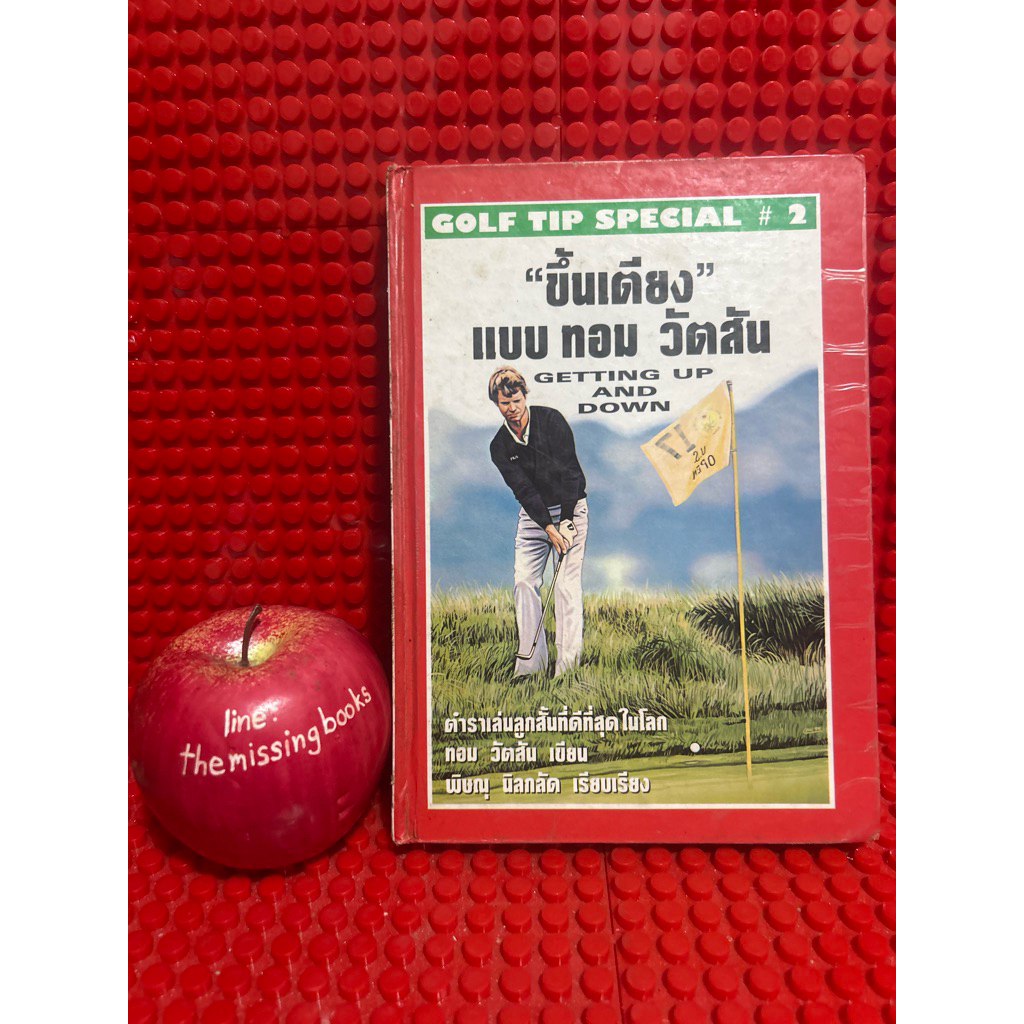 GOLF TIP SPECIAL # 2
“ขึ้นเตียง”
แบบ ทอม วัตสัน
GETTING UP
AND
DOWN
17
US
OPEN
ตำราเล่นลูกสั้นที่ดีที่สุดในโลก
ทอม วัตสัน เขียน
พิษณุ นิลกลัด เรียบเรียง
line:
themissingbooks